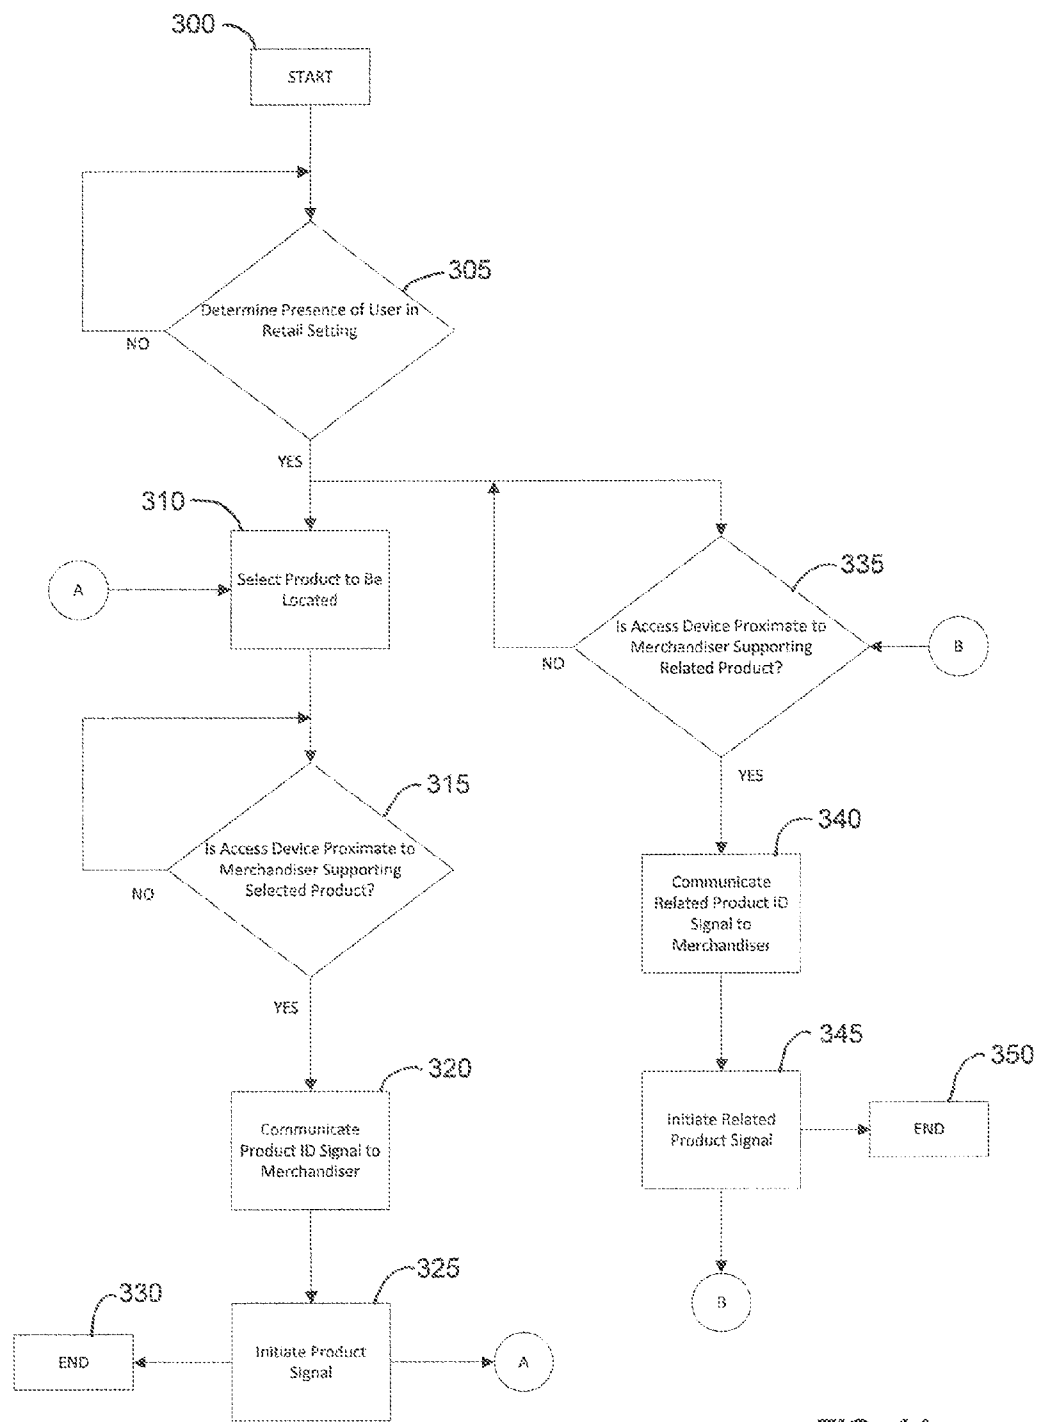 300
START
305
Determine Presence of User in
Retail Setting
NO
YES
310
Select Product to Be
Located
A
335
Is Access Device Proximate to
Merchandiser Supporting
Related Product?
B
NO
YES
315
Is Access Device Proximate to
Merchandiser Supporting
Selected Product?
NO
YES
340
Communicate
Related Product ID
Signal to
Merchandiser
345
Initiate Related
Product Signal
350
END
320
Communicate
Product ID Signal to
Merchandiser
B
325
Initiate Product
Signal
330
END
A